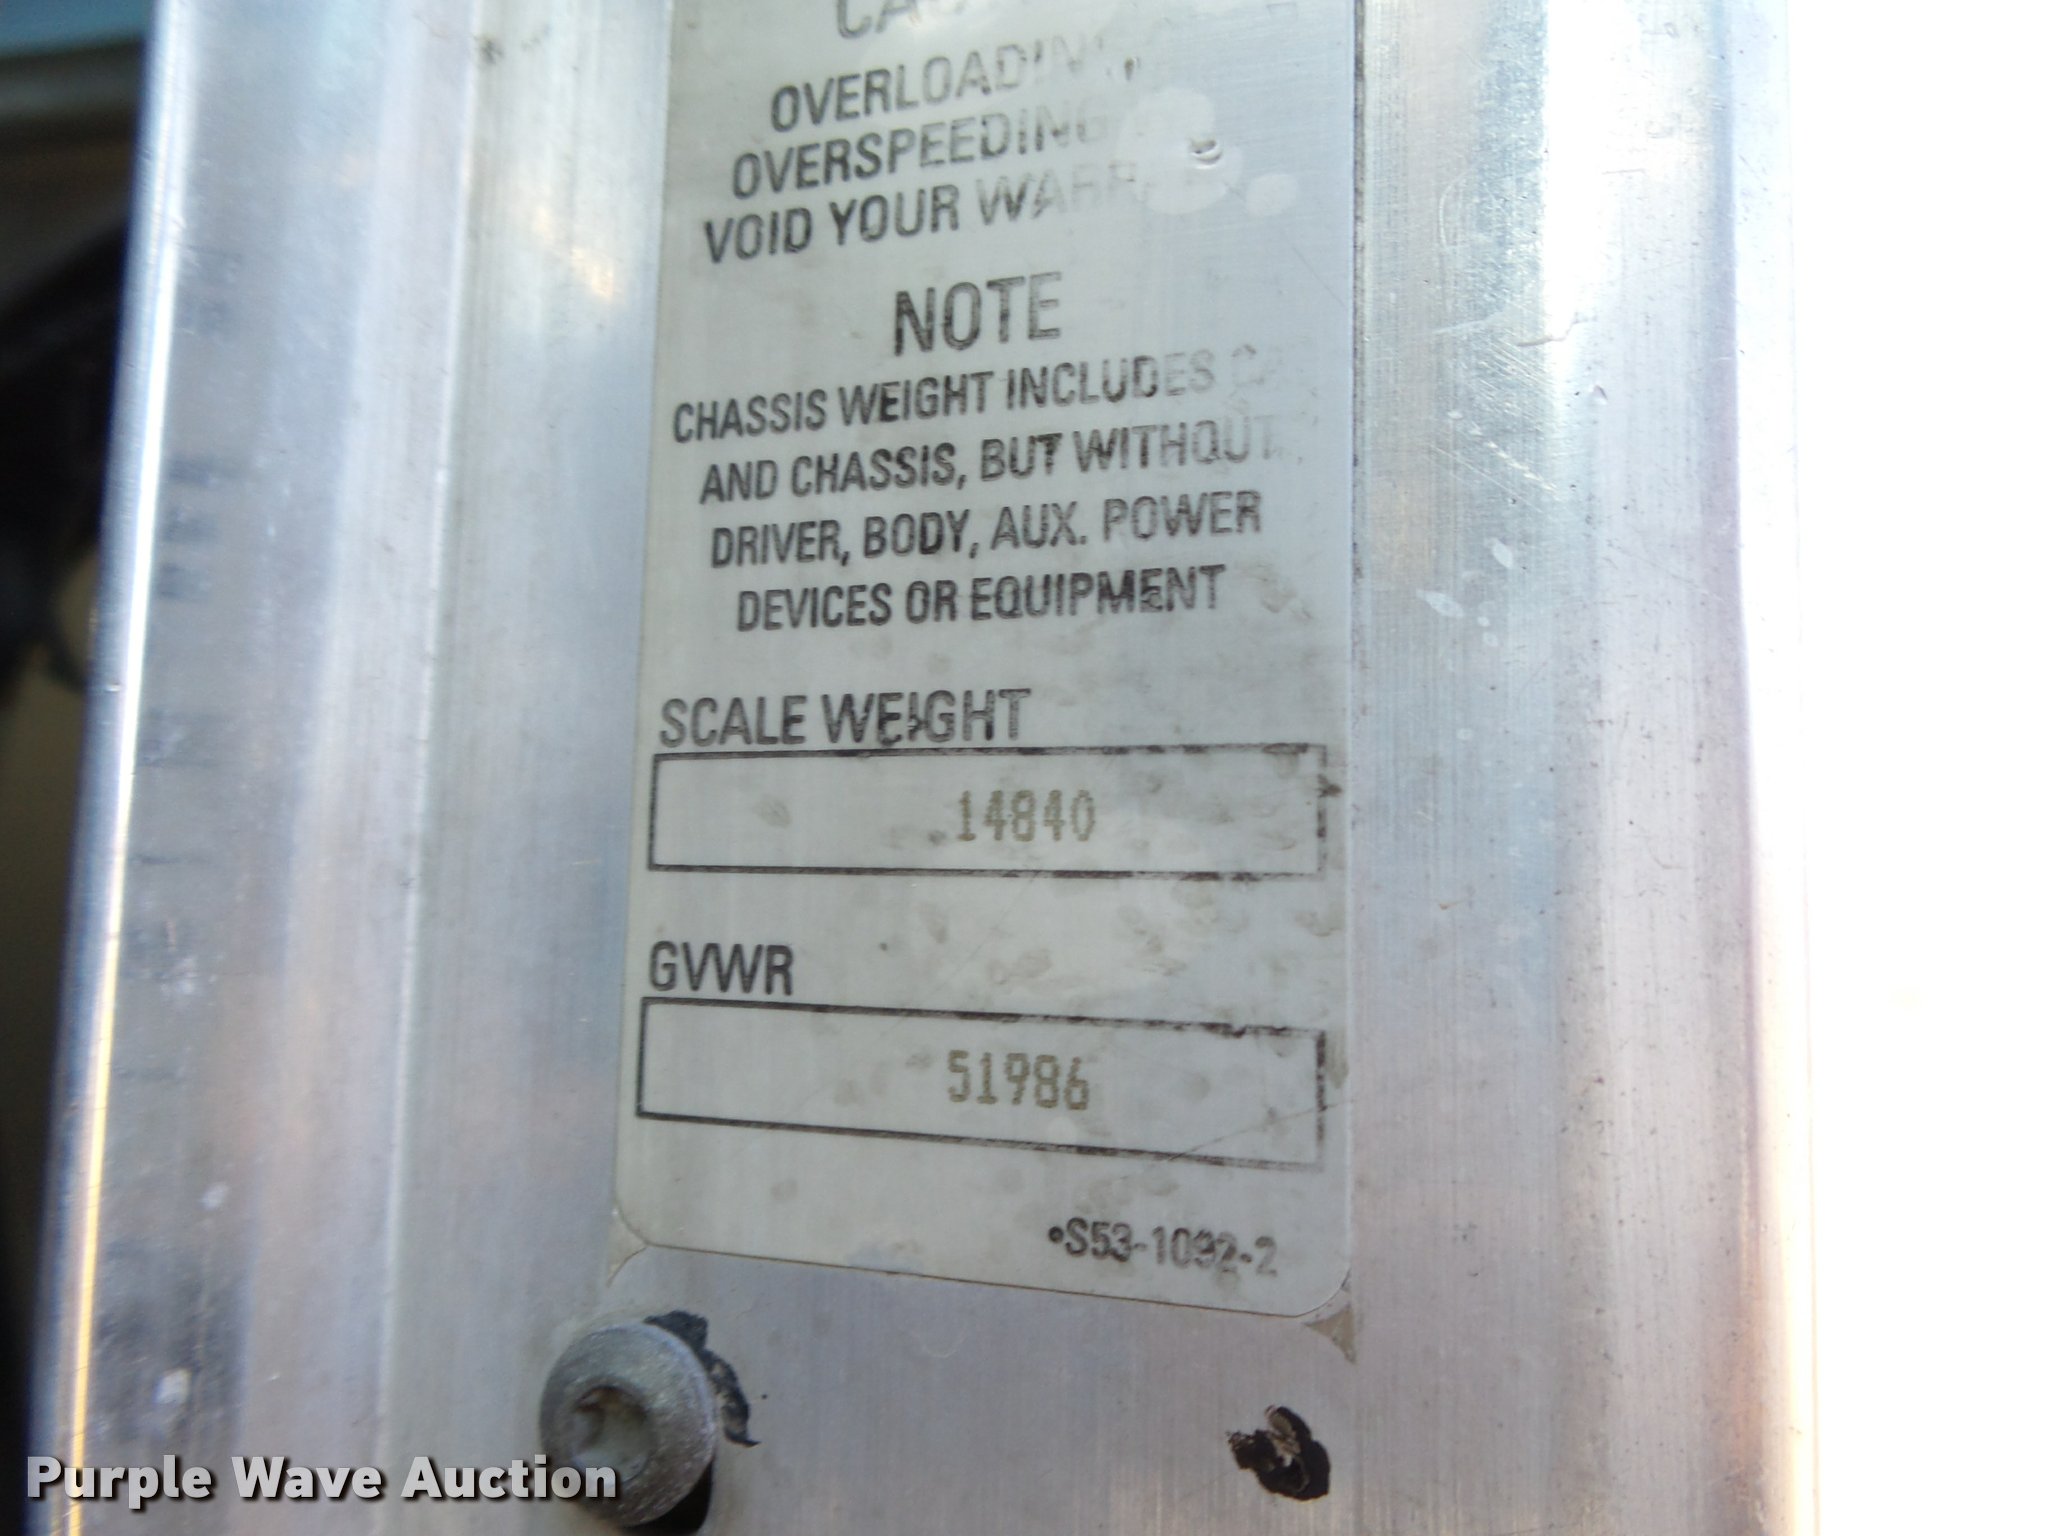 OVERLOADING,
OVERSPEEDING
VOID YOUR
NOTE
CHASSIS WEIGHT INCLUDES
AND CHASSIS, BUT WITHOUT
DRIVER, BODY, AUX. POWER
DEVICES OR EQUIPMENT
SCALE WEIGHT
14840
GVWR
51986
•S53-1092-2
Purple Wave Auction